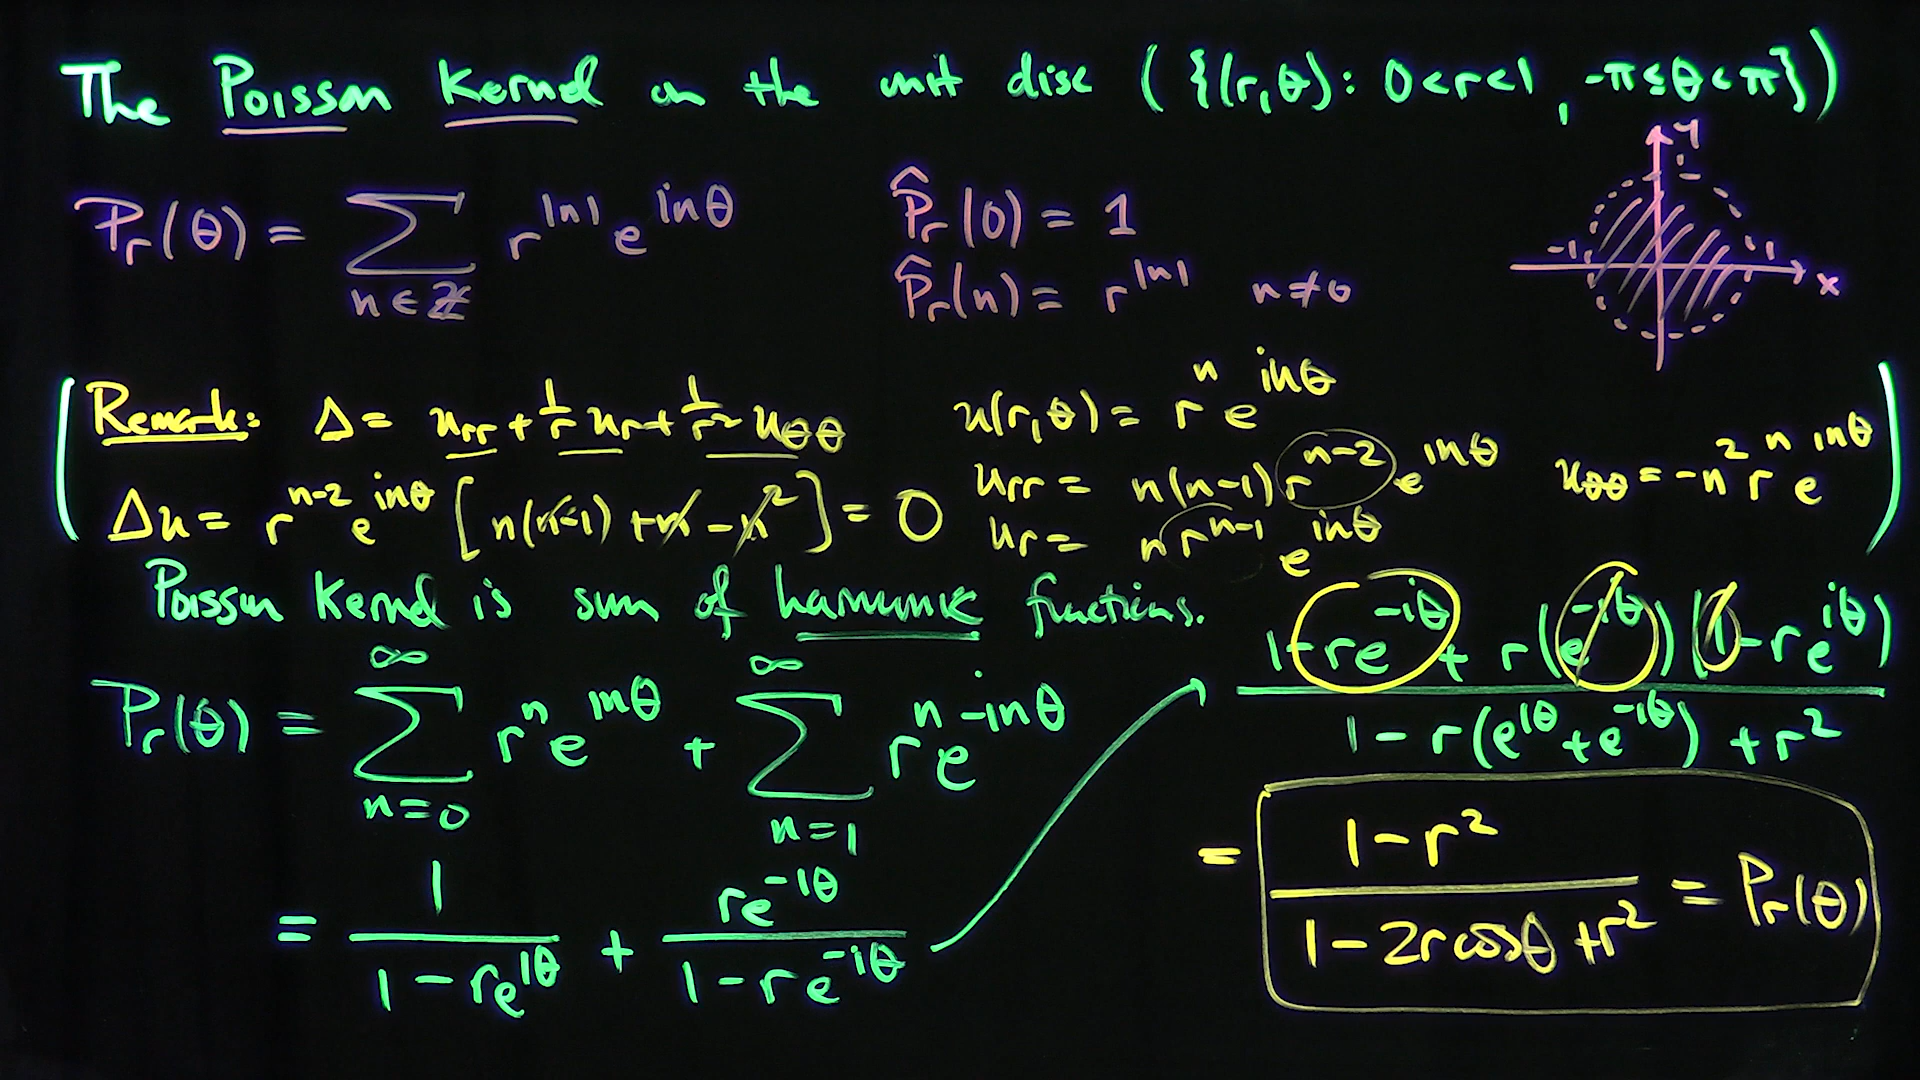 The Poisson Kernel on the unit disc ({(r,θ): 0<r<1, -π≤θ<π})
P_r(θ) = Σ_{n∈ℤ} r^{|n|} e^{inθ}
P̂_r(0) = 1
P̂_r(n) = r^{|n|} n≠0
y
1
-1 1
x
(Remark: Δ = u_rr + 1/r u_r + 1/r² u_θθ
Δu = r^{n-2} e^{inθ} [n(n-1) + n - n²] = 0
u(r,θ) = r^n e^{inθ}
u_rr = n(n-1) r^{n-2} e^{inθ}
u_r = n r^{n-1} e^{inθ}
u_θθ = -n² r^n e^{inθ})
Poisson Kernel is sum of harmonic functions.
P_r(θ) = Σ_{n=0}^{∞} r^n e^{inθ} + Σ_{n=1}^{∞} r^n e^{-inθ}
= 1/(1-re^{iθ}) + re^{-iθ}/(1-re^{-iθ})
(1-re^{-iθ} + r(e^{-iθ})(1-re^{iθ}))/(1-r(e^{iθ}+e^{-iθ})+r²)
= (1-r²)/(1-2r cosθ+r²) = P_r(θ)